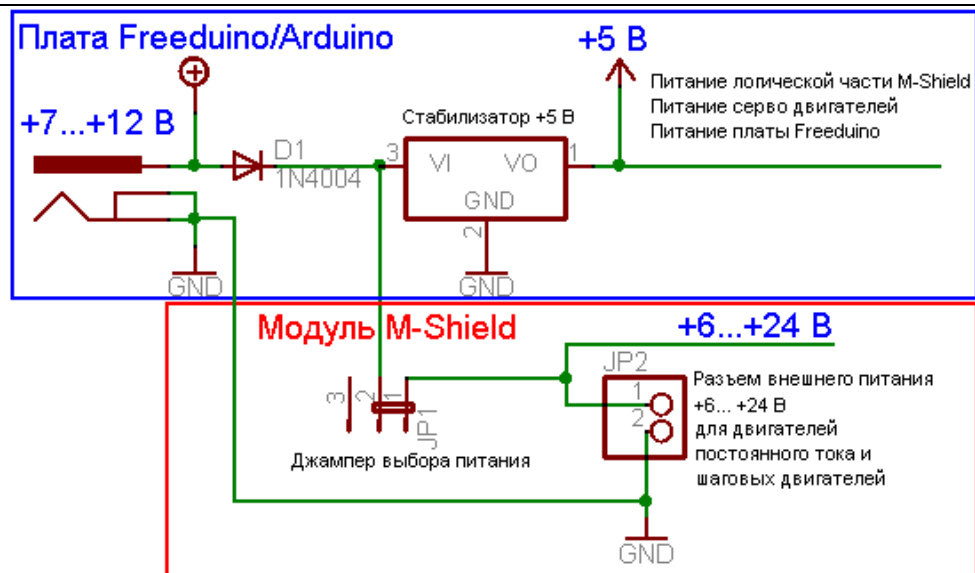 Плата Freeduino/Arduino
+5 В
Питание логической части M-Shield
Питание серво двигателей
Питание платы Freeduino
+7...+12 В
Стабилизатор +5 В
D1
1N4004
3
VI
VO
1
GND
2
GND
GND
Модуль M-Shield
+6...+24 В
JP2
1
2
Разъем внешнего питания
+6... +24 В
для двигателей
постоянного тока и
шаговых двигателей
3
2
1
JP1
Джампер выбора питания
GND